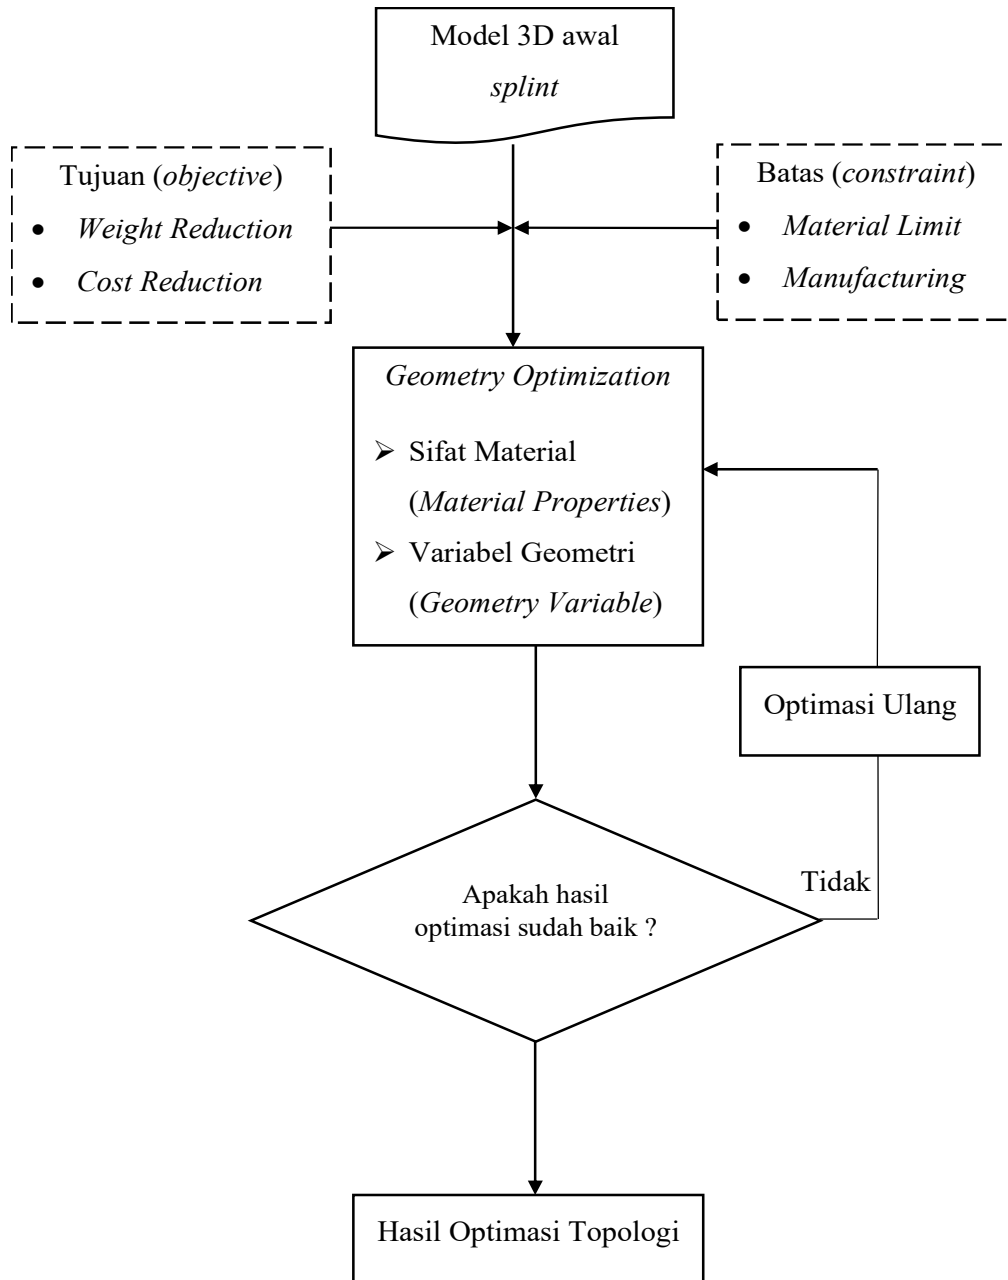 Model 3D awal
splint
Tujuan (objective)
• Weight Reduction
• Cost Reduction
Batas (constraint)
• Material Limit
• Manufacturing
Geometry Optimization
➢ Sifat Material
(Material Properties)
➢ Variabel Geometri
(Geometry Variable)
Optimasi Ulang
Tidak
Apakah hasil
optimasi sudah baik ?
Hasil Optimasi Topologi